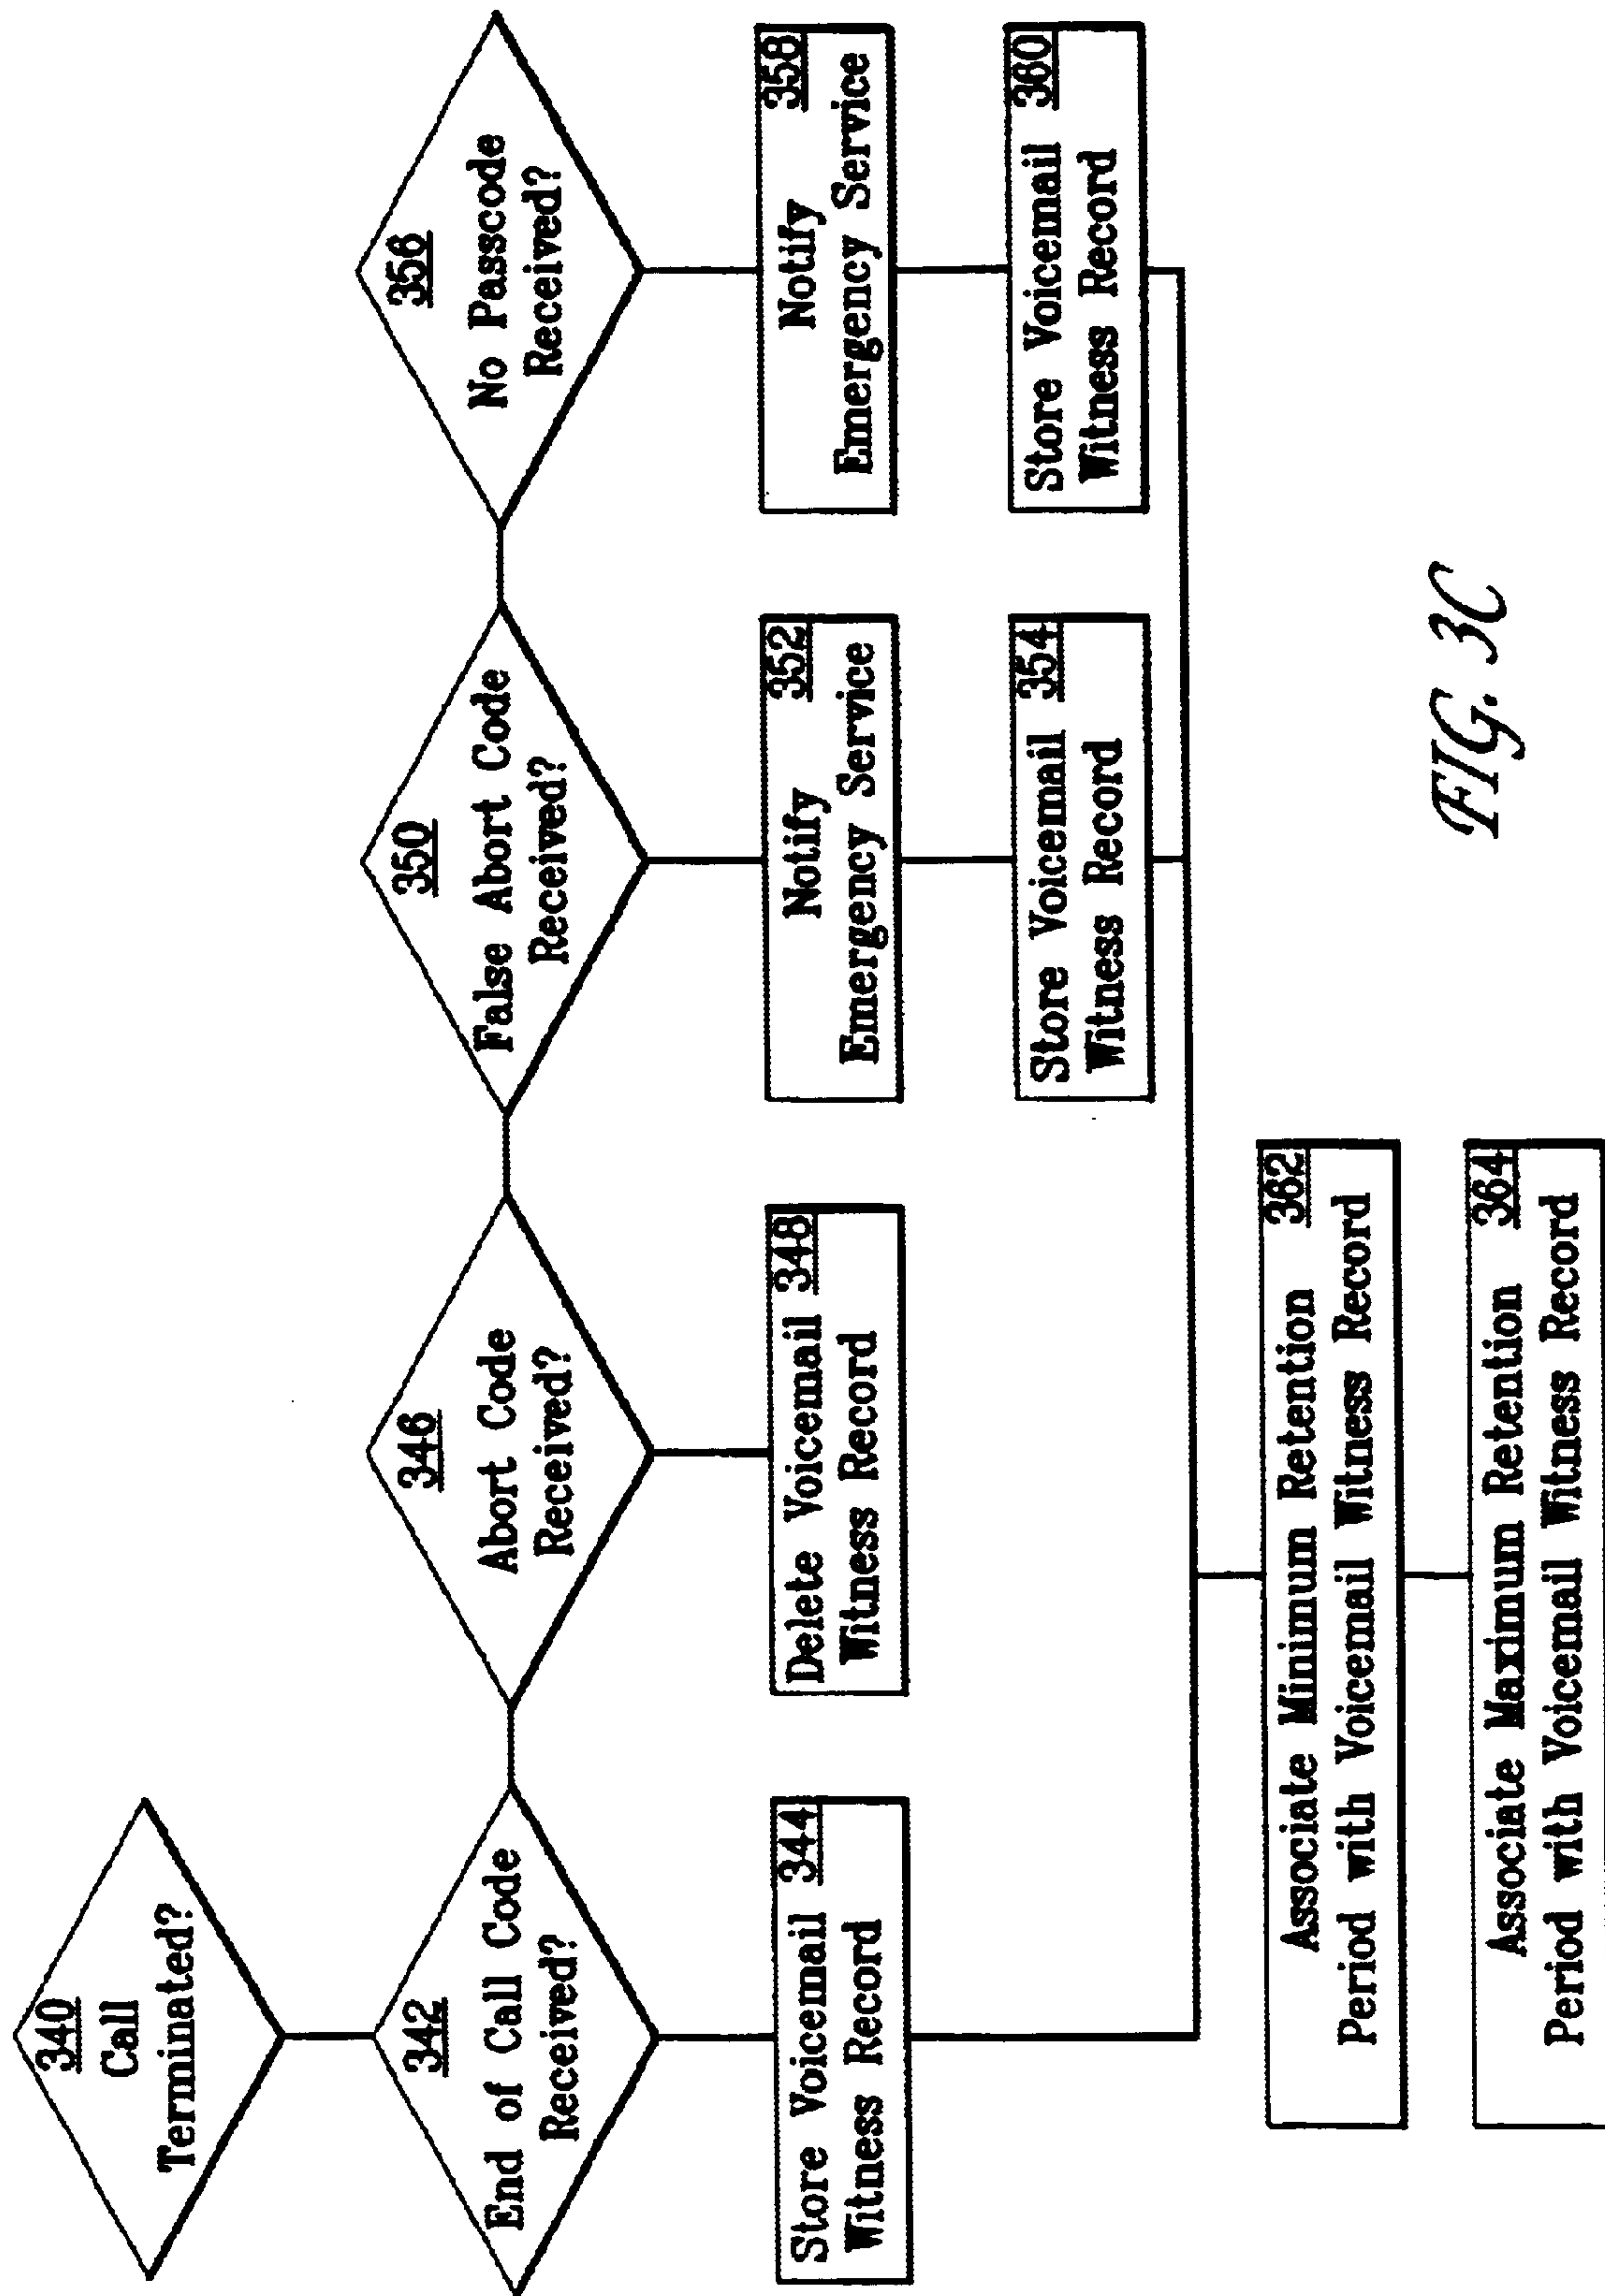 340
Call
Terminated?
342
End of Call Code
Received?
346
Abort Code
Received?
350
False Abort Code
Received?
356
No Passcode
Received?
Store Voicemail 344
Witness Record
Delete Voicemail 348
Witness Record
352
Notify
Emergency Service
358
Notify
Emergency Service
Store Voicemail 354
Witness Record
Store Voicemail 360
Witness Record
Associate Minimum Retention 362
Period with Voicemail Witness Record
Associate Maximum Retention 364
Period with Voicemail Witness Record
FIG. 3C